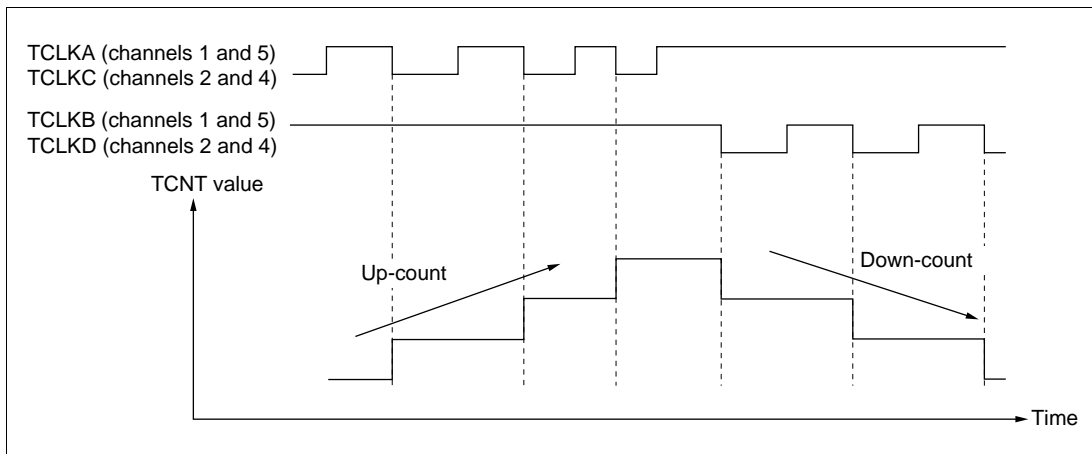 TCLKA (channels 1 and 5)
TCLKC (channels 2 and 4)
TCLKB (channels 1 and 5)
TCLKD (channels 2 and 4)
TCNT value
Up-count
Down-count
Time